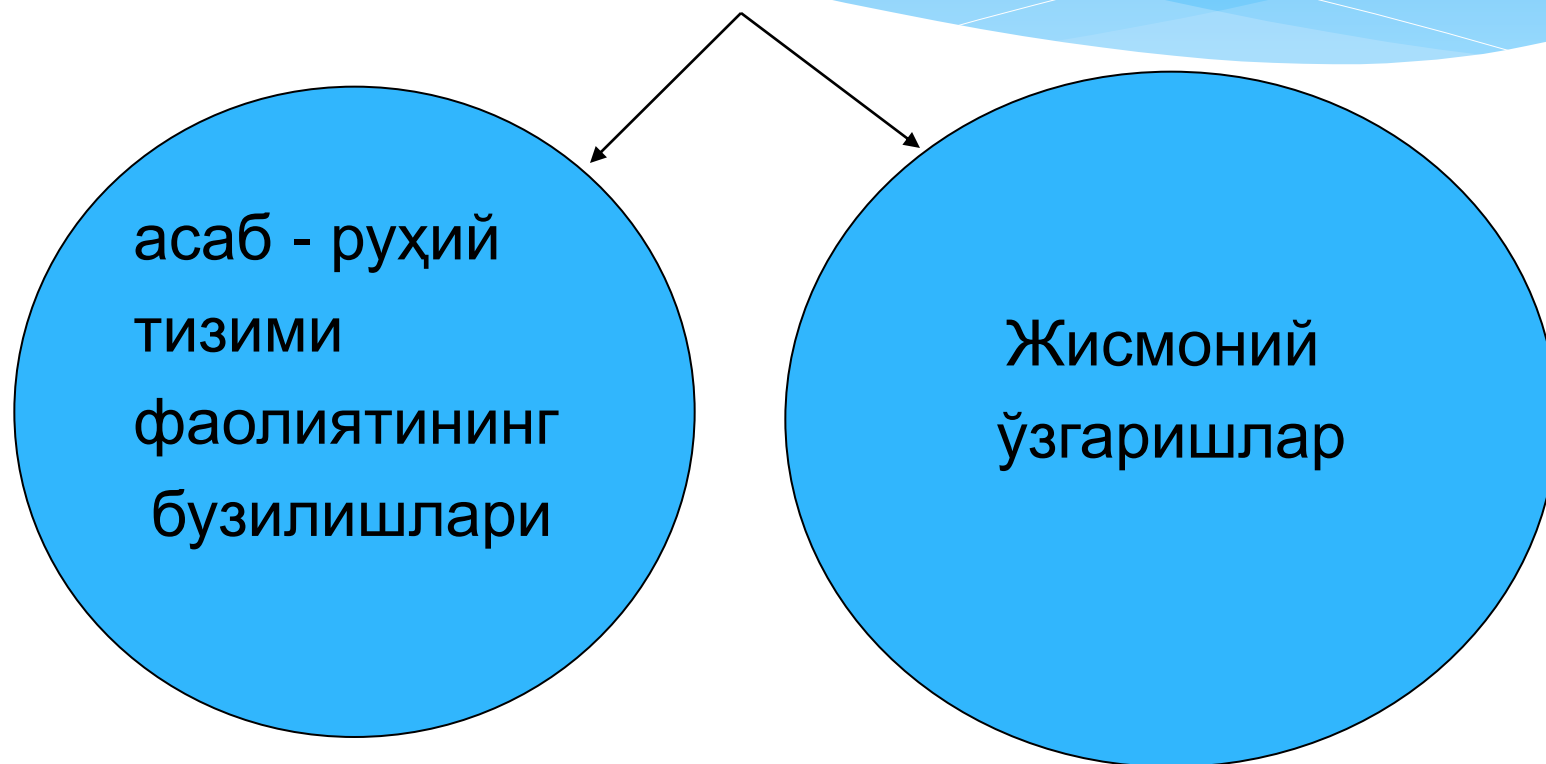 асаб - руҳий
тизими
фаолиятининг
бузилишлари
Жисмоний
ўзгаришлар